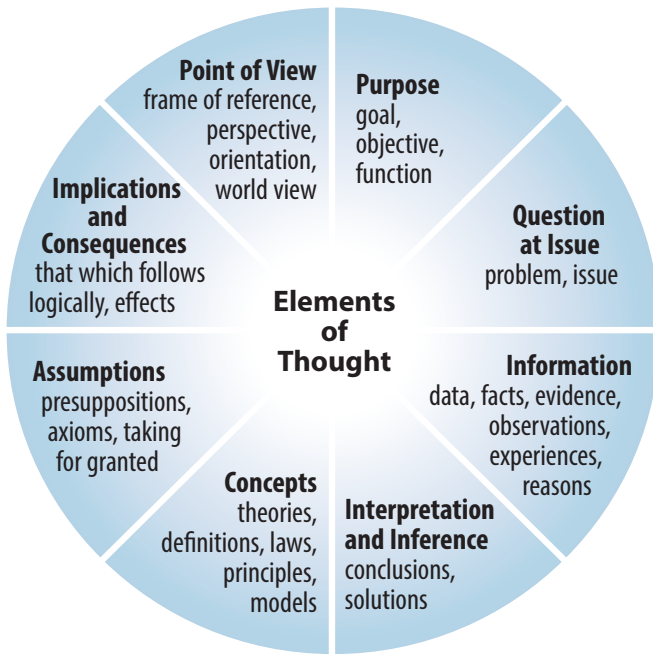 Point of View
frame of reference,
perspective,
orientation,
world view
Purpose
goal,
objective,
function
Question
at Issue
problem, issue
Information
data, facts, evidence,
observations,
experiences,
reasons
Interpretation
and Inference
conclusions,
solutions
Concepts
theories,
definitions, laws,
principles,
models
Assumptions
presuppositions,
axioms, taking
for granted
Implications
and
Consequences
that which follows
logically, effects
Elements
of
Thought